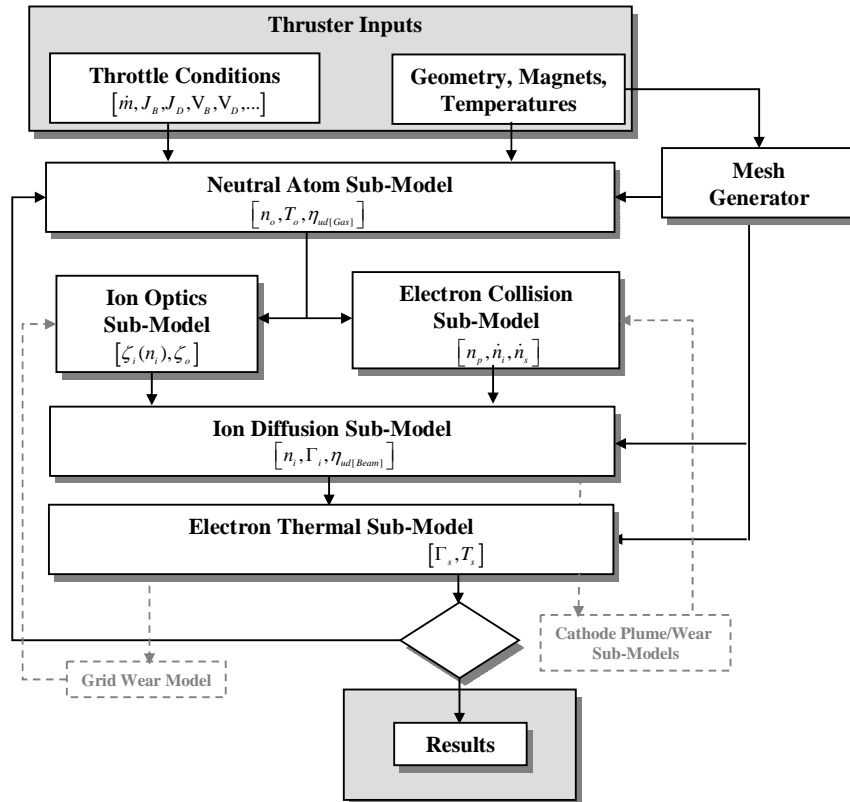 Thruster Inputs
Throttle Conditions
[ṁ, J_B, J_D, V_B, V_D, ...]
Geometry, Magnets,
Temperatures
Mesh
Generator
Neutral Atom Sub-Model
[n_o, T_o, η_ud[Gas]]
Ion Optics
Sub-Model
[ζ_i(n_i), ζ_o]
Electron Collision
Sub-Model
[n_p, ṅ_i, ṅ_s]
Ion Diffusion Sub-Model
[n_i, Γ_i, η_ud[Beam]]
Electron Thermal Sub-Model
[Γ_s, T_s]
Cathode Plume/Wear
Sub-Models
Grid Wear Model
Results